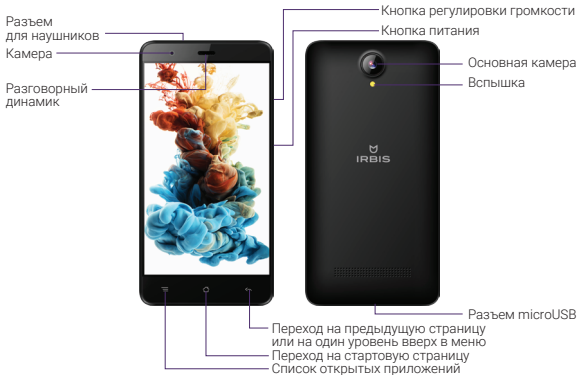 Разъем
для наушников
Камера
Разговорный
динамик
Кнопка регулировки громкости
Кнопка питания
Основная камера
Вспышка
IRBIS
Разъем microUSB
Переход на предыдущую страницу
или на один уровень вверх в меню
Переход на стартовую страницу
Список открытых приложений